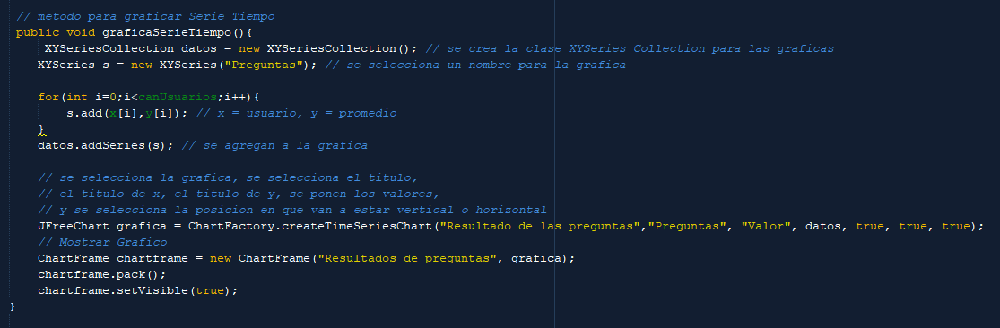 // metodo para graficar Serie Tiempo
public void graficaSerieTiempo(){
XYSeriesCollection datos = new XYSeriesCollection(); // se crea la clase XYSeries Collection para las graficas
XYSeries s = new XYSeries("Preguntas"); // se selecciona un nombre para la grafica
for(int i=0;i<canUsuarios;i++){
s.add(x[i],y[i]); // x = usuario, y = promedio
}
datos.addSeries(s); // se agregan a la grafica
// se selecciona la grafica, se selecciona el titulo,
// el titulo de x, el titulo de y, se ponen los valores,
// y se selecciona la posicion en que van a estar vertical o horizontal
JFreeChart grafica = ChartFactory.createTimeSeriesChart("Resultado de las preguntas","Preguntas", "Valor", datos, true, true, true);
// Mostrar Grafico
ChartFrame chartframe = new ChartFrame("Resultados de preguntas", grafica);
chartframe.pack();
chartframe.setVisible(true);
}